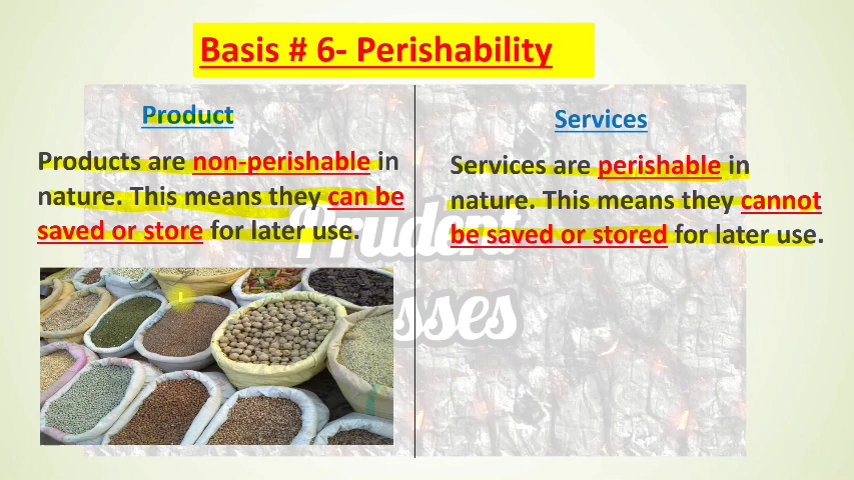 Basis # 6- Perishability
Product
Products are non-perishable in
nature. This means they can be
saved or store for later use.
Services
Services are perishable in
nature. This means they cannot
be saved or stored for later use.
Prudent
sses